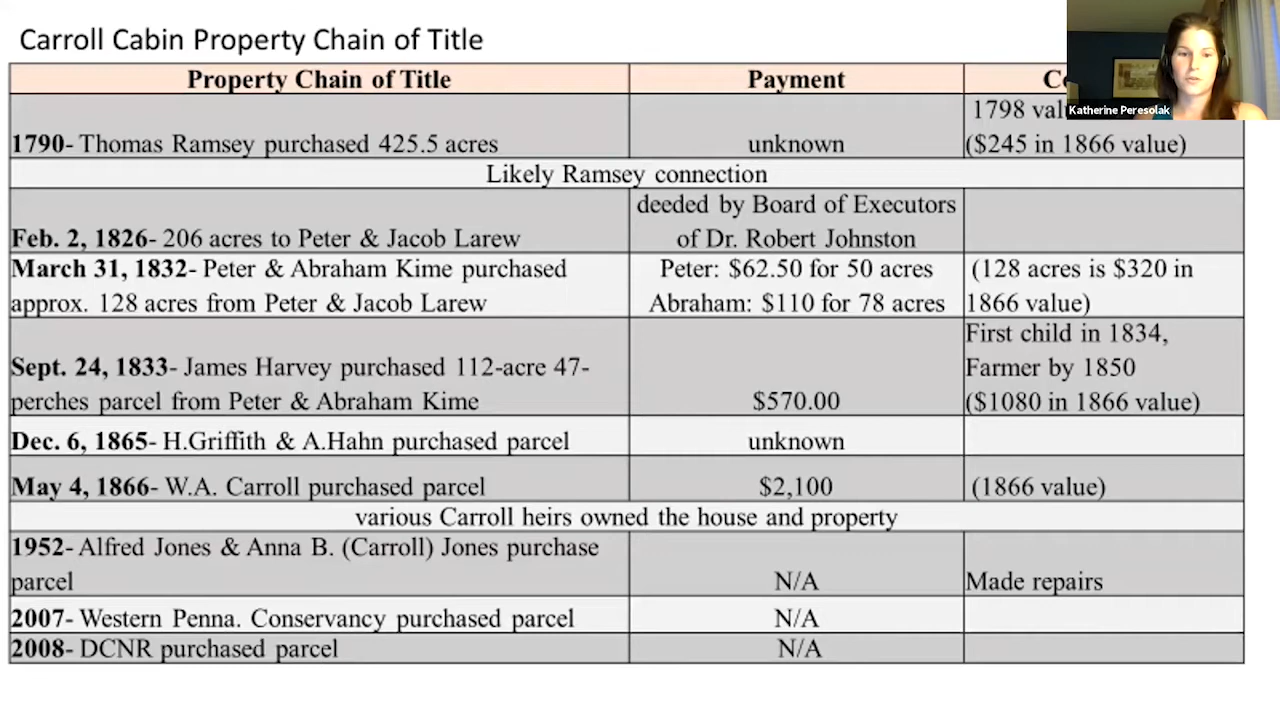 Carroll Cabin Property Chain of Title
Property Chain of Title
Payment
Katherine Peresolak
1790- Thomas Ramsey purchased 425.5 acres
unknown
1798
($245 in 1866 value)
Likely Ramsey connection
Feb. 2, 1826- 206 acres to Peter & Jacob Larew
deeded by Board of Executors
of Dr. Robert Johnston
March 31, 1832- Peter & Abraham Kime purchased
approx. 128 acres from Peter & Jacob Larew
Peter: $62.50 for 50 acres
Abraham: $110 for 78 acres
(128 acres is $320 in
1866 value)
Sept. 24, 1833- James Harvey purchased 112-acre 47-
perches parcel from Peter & Abraham Kime
$570.00
First child in 1834,
Farmer by 1850
($1080 in 1866 value)
Dec. 6, 1865- H.Griffith & A.Hahn purchased parcel
unknown
May 4, 1866- W.A. Carroll purchased parcel
$2,100
(1866 value)
various Carroll heirs owned the house and property
1952- Alfred Jones & Anna B. (Carroll) Jones purchase
parcel
N/A
Made repairs
2007- Western Penna. Conservancy purchased parcel
N/A
2008- DCNR purchased parcel
N/A